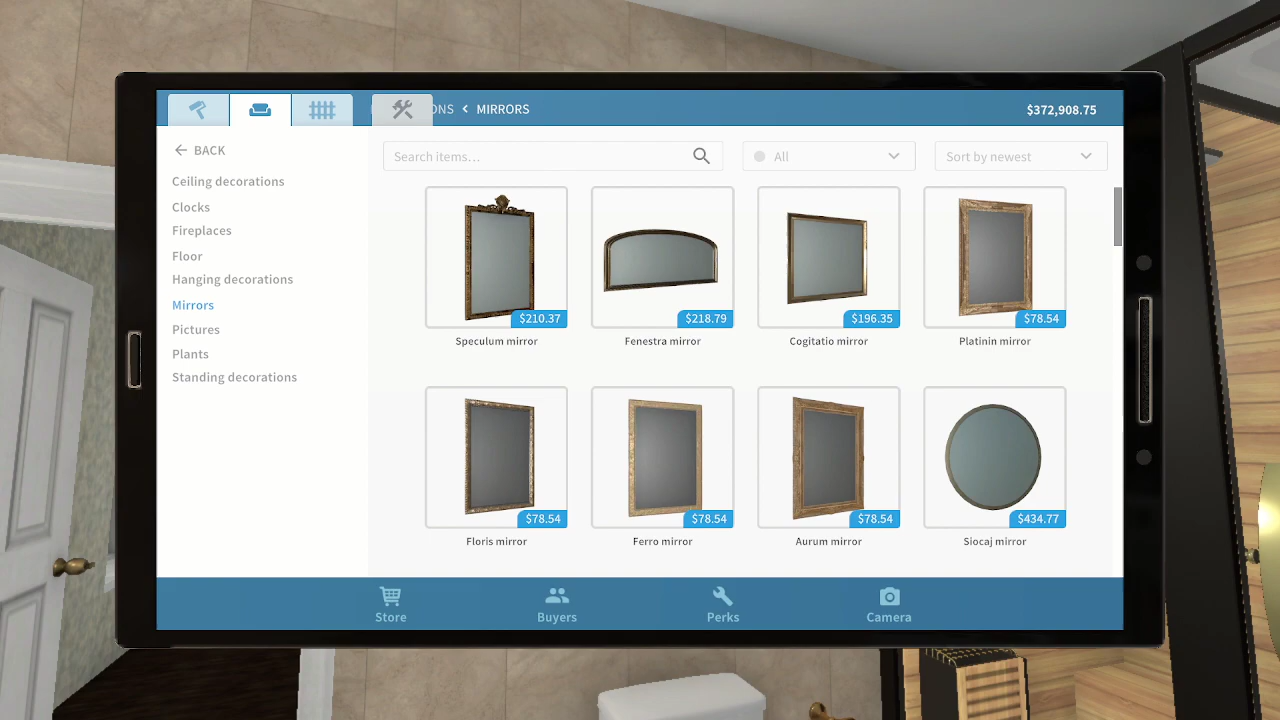 ONS < MIRRORS
$372,908.75
BACK
Search items...
All
Sort by newest
Ceiling decorations
Clocks
Fireplaces
Floor
Hanging decorations
Mirrors
Pictures
Plants
Standing decorations
$210.37
$218.79
$196.35
$78.54
Speculum mirror
Fenestra mirror
Cogitatio mirror
Platinin mirror
$78.54
$78.54
$78.54
$434.77
Floris mirror
Ferro mirror
Aurum mirror
Siocaj mirror
Store
Buyers
Perks
Camera